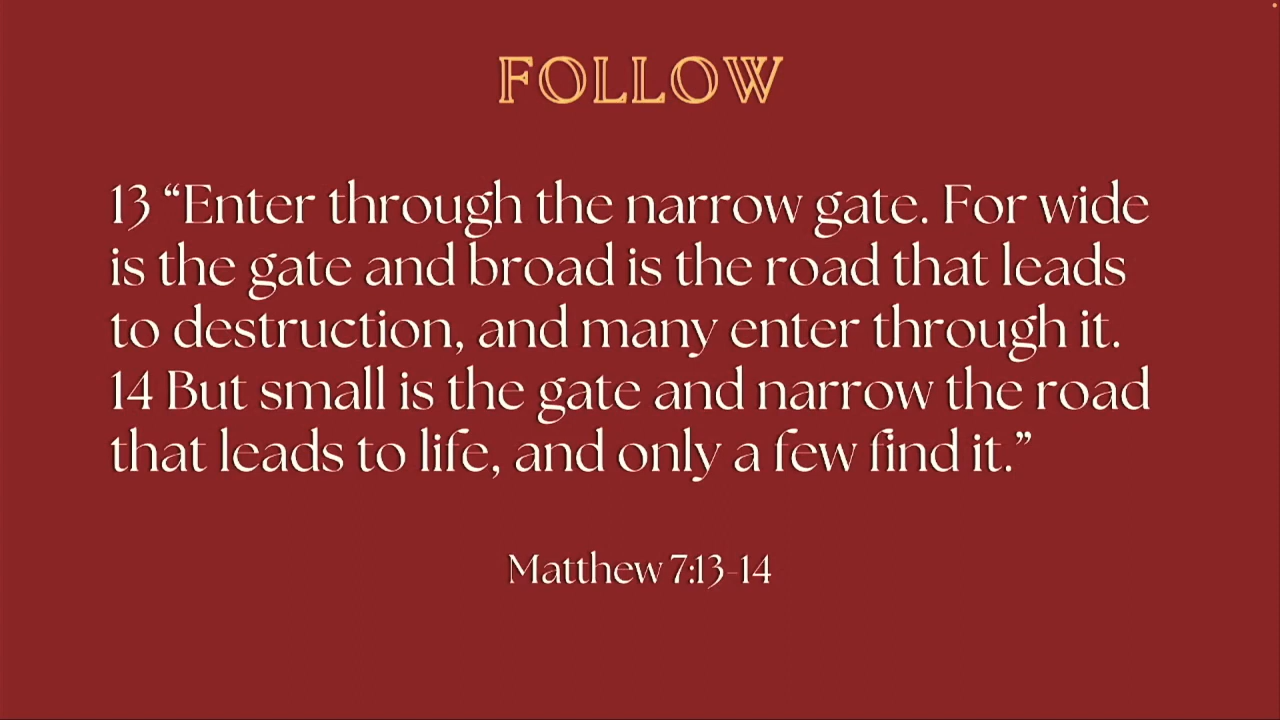 FOLLOW
13 “Enter through the narrow gate. For wide
is the gate and broad is the road that leads
to destruction, and many enter through it.
14 But small is the gate and narrow the road
that leads to life, and only a few find it.”
Matthew 7:13-14